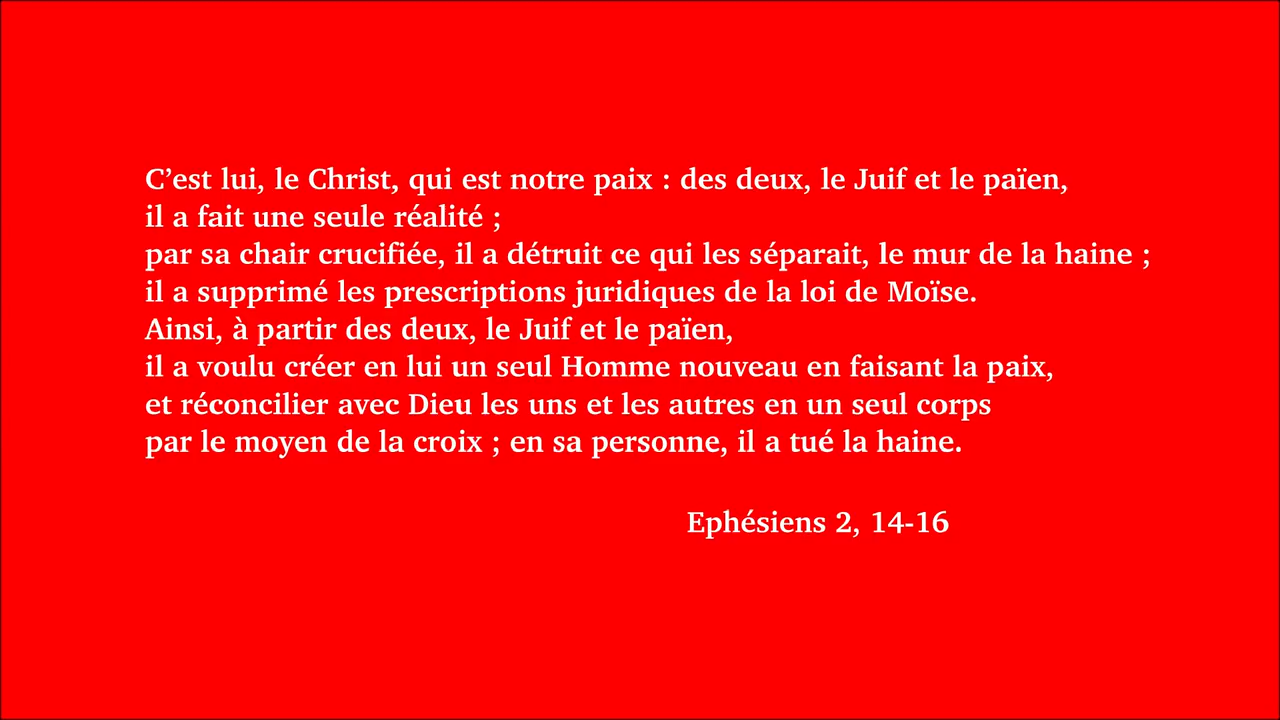 C’est lui, le Christ, qui est notre paix : des deux, le Juif et le païen,
il a fait une seule réalité ;
par sa chair crucifiée, il a détruit ce qui les séparait, le mur de la haine ;
il a supprimé les prescriptions juridiques de la loi de Moïse.
Ainsi, à partir des deux, le Juif et le païen,
il a voulu créer en lui un seul Homme nouveau en faisant la paix,
et réconcilier avec Dieu les uns et les autres en un seul corps
par le moyen de la croix ; en sa personne, il a tué la haine.
Ephésiens 2, 14-16